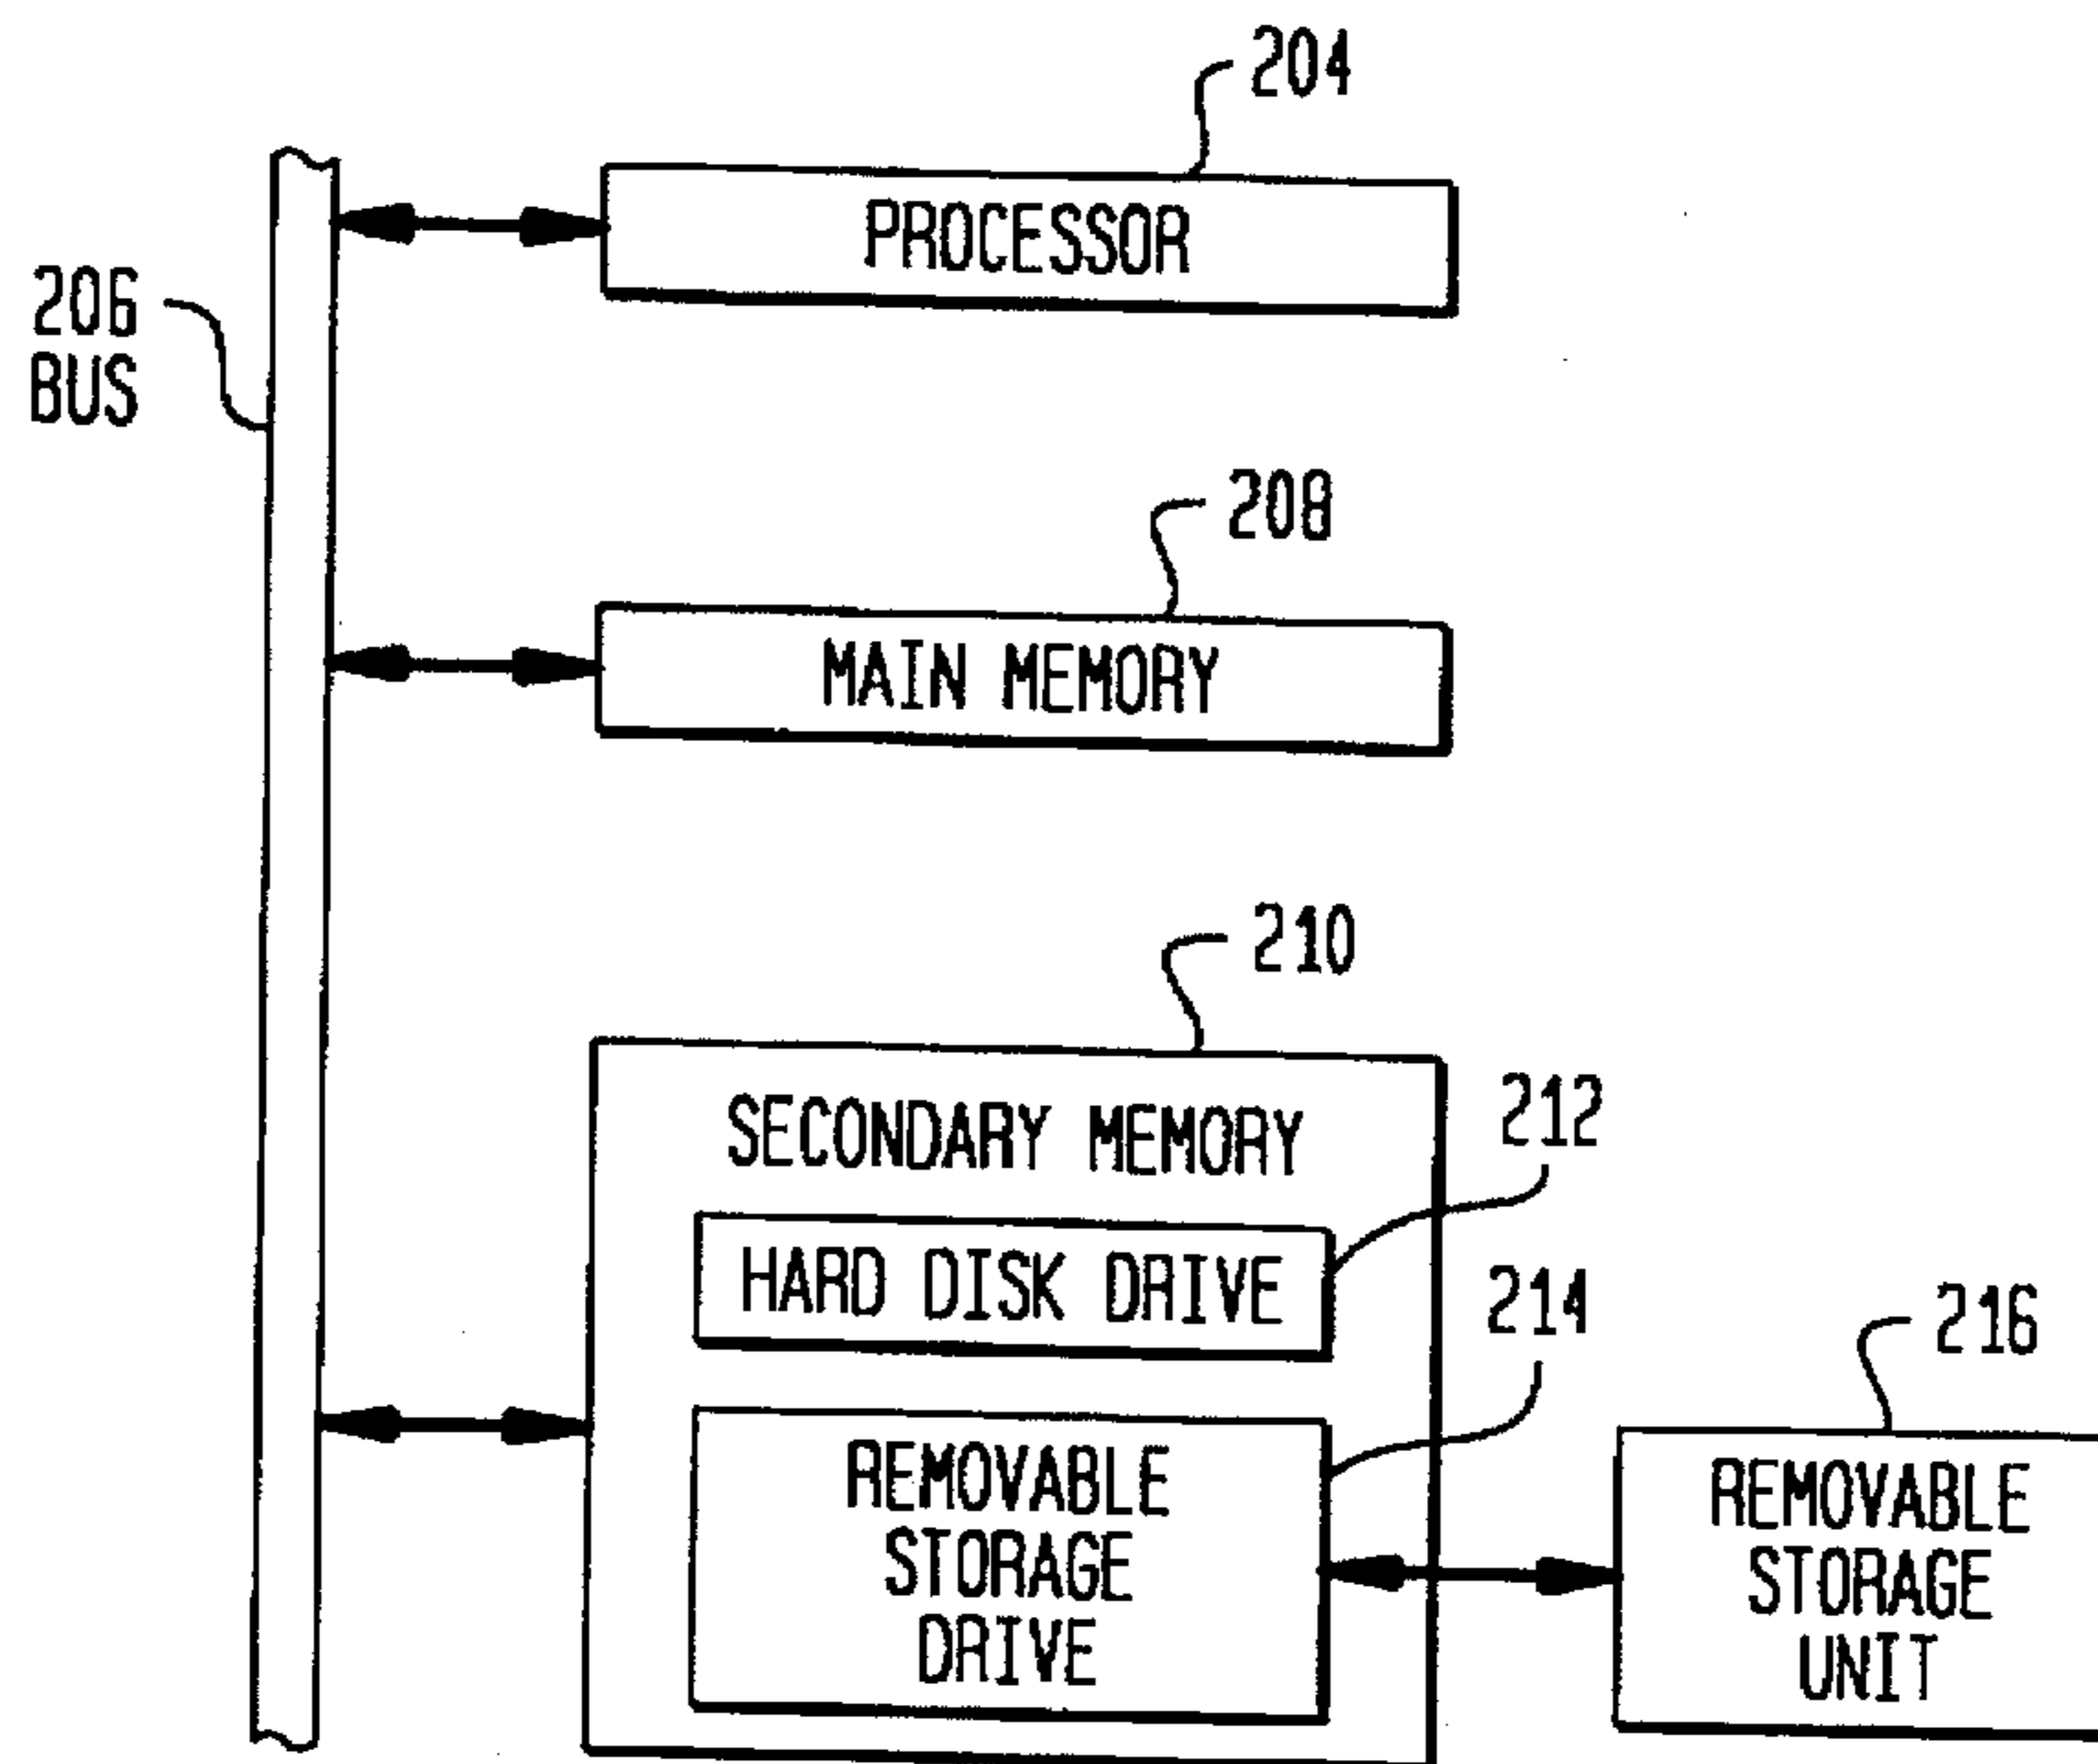 204
PROCESSOR
206
BUS
208
MAIN MEMORY
210
SECONDARY MEMORY
212
HARD DISK DRIVE
214
REMOVABLE
STORAGE
DRIVE
216
REMOVABLE
STORAGE
UNIT